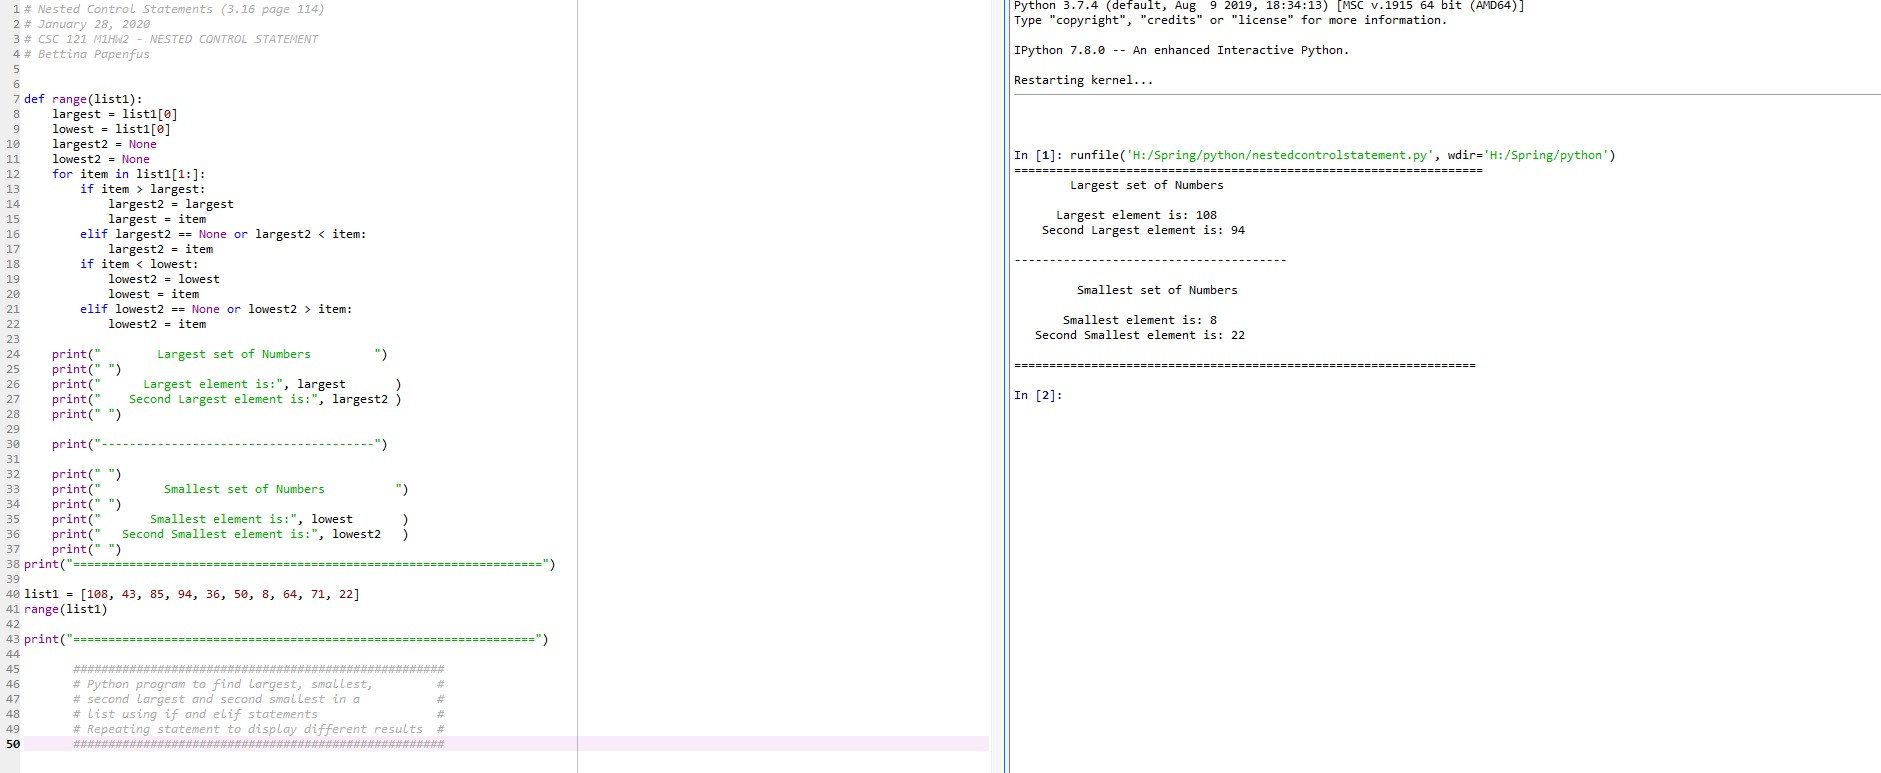 1 # Nested Control Statements (3.16 page 114)
2 # January 28, 2020
3 # CSC 121 M1HW2 - NESTED CONTROL STATEMENT
4 # Bettina Papenfus
5
6
7 def range(list1):
8     largest = list1[0]
9     lowest = list1[0]
10     largest2 = None
11     lowest2 = None
12     for item in list1[1:]:
13         if item > largest:
14             largest2 = largest
15             largest = item
16         elif largest2 == None or largest2 < item:
17             largest2 = item
18         if item < lowest:
19             lowest2 = lowest
20             lowest = item
21         elif lowest2 == None or lowest2 > item:
22             lowest2 = item
23
24     print("        Largest set of Numbers         ")
25     print(" ")
26     print("      Largest element is:", largest       )
27     print("    Second Largest element is:", largest2 )
28     print(" ")
29
30     print("---------------------------------------")
31
32     print(" ")
33     print("         Smallest set of Numbers          ")
34     print(" ")
35     print("       Smallest element is:", lowest       )
36     print("   Second Smallest element is:", lowest2   )
37     print(" ")
38 print("===================================================================")
39
40 list1 = [108, 43, 85, 94, 36, 50, 8, 64, 71, 22]
41 range(list1)
42
43 print("==================================================================")
44
45        #####################################################
46        # Python program to find largest, smallest,         #
47        # second largest and second smallest in a           #
48        # list using if and elif statements                 #
49        # Repeating statement to display different results  #
50        #####################################################
Python 3.7.4 (default, Aug  9 2019, 18:34:13) [MSC v.1915 64 bit (AMD64)]
Type "copyright", "credits" or "license" for more information.
IPython 7.8.0 -- An enhanced Interactive Python.
Restarting kernel...
In [1]: runfile('H:/Spring/python/nestedcontrolstatement.py', wdir='H:/Spring/python')
===================================================================
        Largest set of Numbers
      Largest element is: 108
    Second Largest element is: 94
---------------------------------------
         Smallest set of Numbers
       Smallest element is: 8
   Second Smallest element is: 22
==================================================================
In [2]: